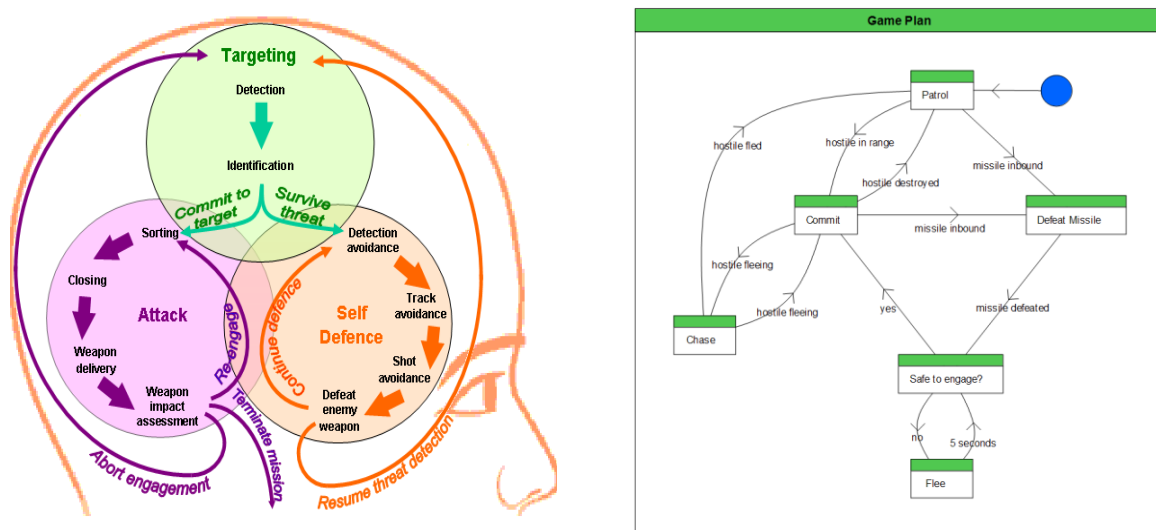 Targeting
Detection
Identification
Commit to
target
Survive
threat
Sorting
Closing
Attack
Weapon
delivery
Weapon
impact
assessment
Re-engage
Detection
avoidance
Track
avoidance
Self
Defence
Shot
avoidance
Defeat
enemy
weapon
Continue defence
Abort engagement
Terminate mission
Resume threat detection
Game Plan
Patrol
hostile fled
hostile in range
missile inbound
hostile destroyed
Commit
Defeat Missile
missile inbound
hostile fleeing
hostile fleeing
yes
missile defeated
Chase
Safe to engage?
no
5 seconds
Flee